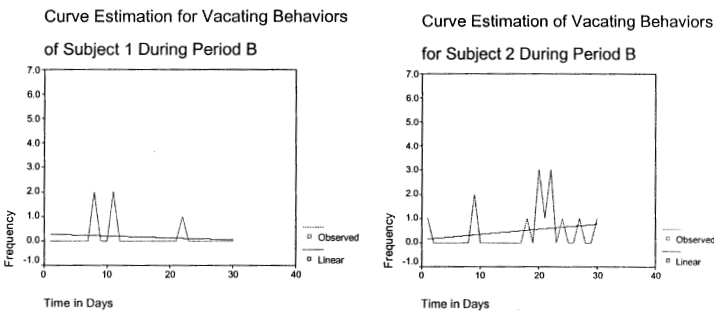 Curve Estimation for Vacating Behaviors
of Subject 1 During Period B
7.0
6.0
5.0
4.0
3.0
2.0
1.0
0.0
-1.0
Frequency
0
10
20
30
40
Observed
Linear
Time in Days
Curve Estimation of Vacating Behaviors
for Subject 2 During Period B
7.0
6.0
5.0
4.0
3.0
2.0
1.0
0.0
-1.0
Frequency
0
10
20
30
40
Observed
Linear
Time in Days